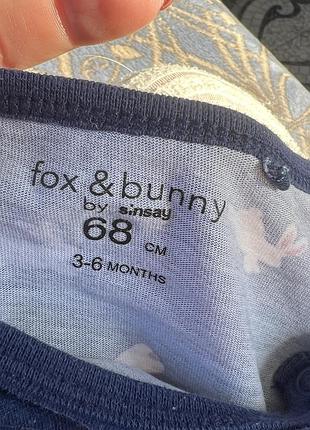 fox & bunny
by sinsay
68 CM
3-6 MONTHS